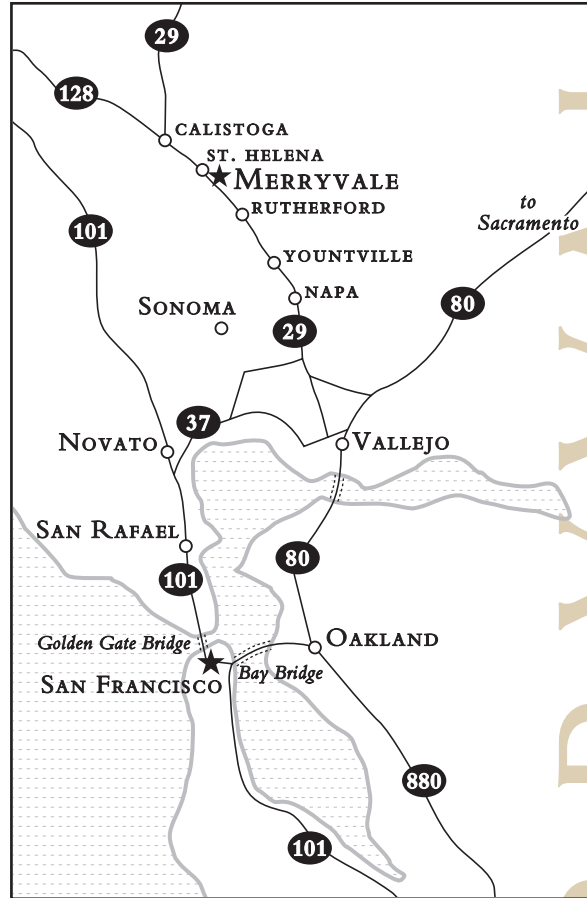 29
128
CALISTOGA
ST. HELENA
MERRYVALE
RUTHERFORD
to
Sacramento
101
YOUNTVILLE
NAPA
SONOMA
80
29
37
NOVATO
VALLEJO
SAN RAFAEL
80
101
Golden Gate Bridge
OAKLAND
Bay Bridge
SAN FRANCISCO
880
101